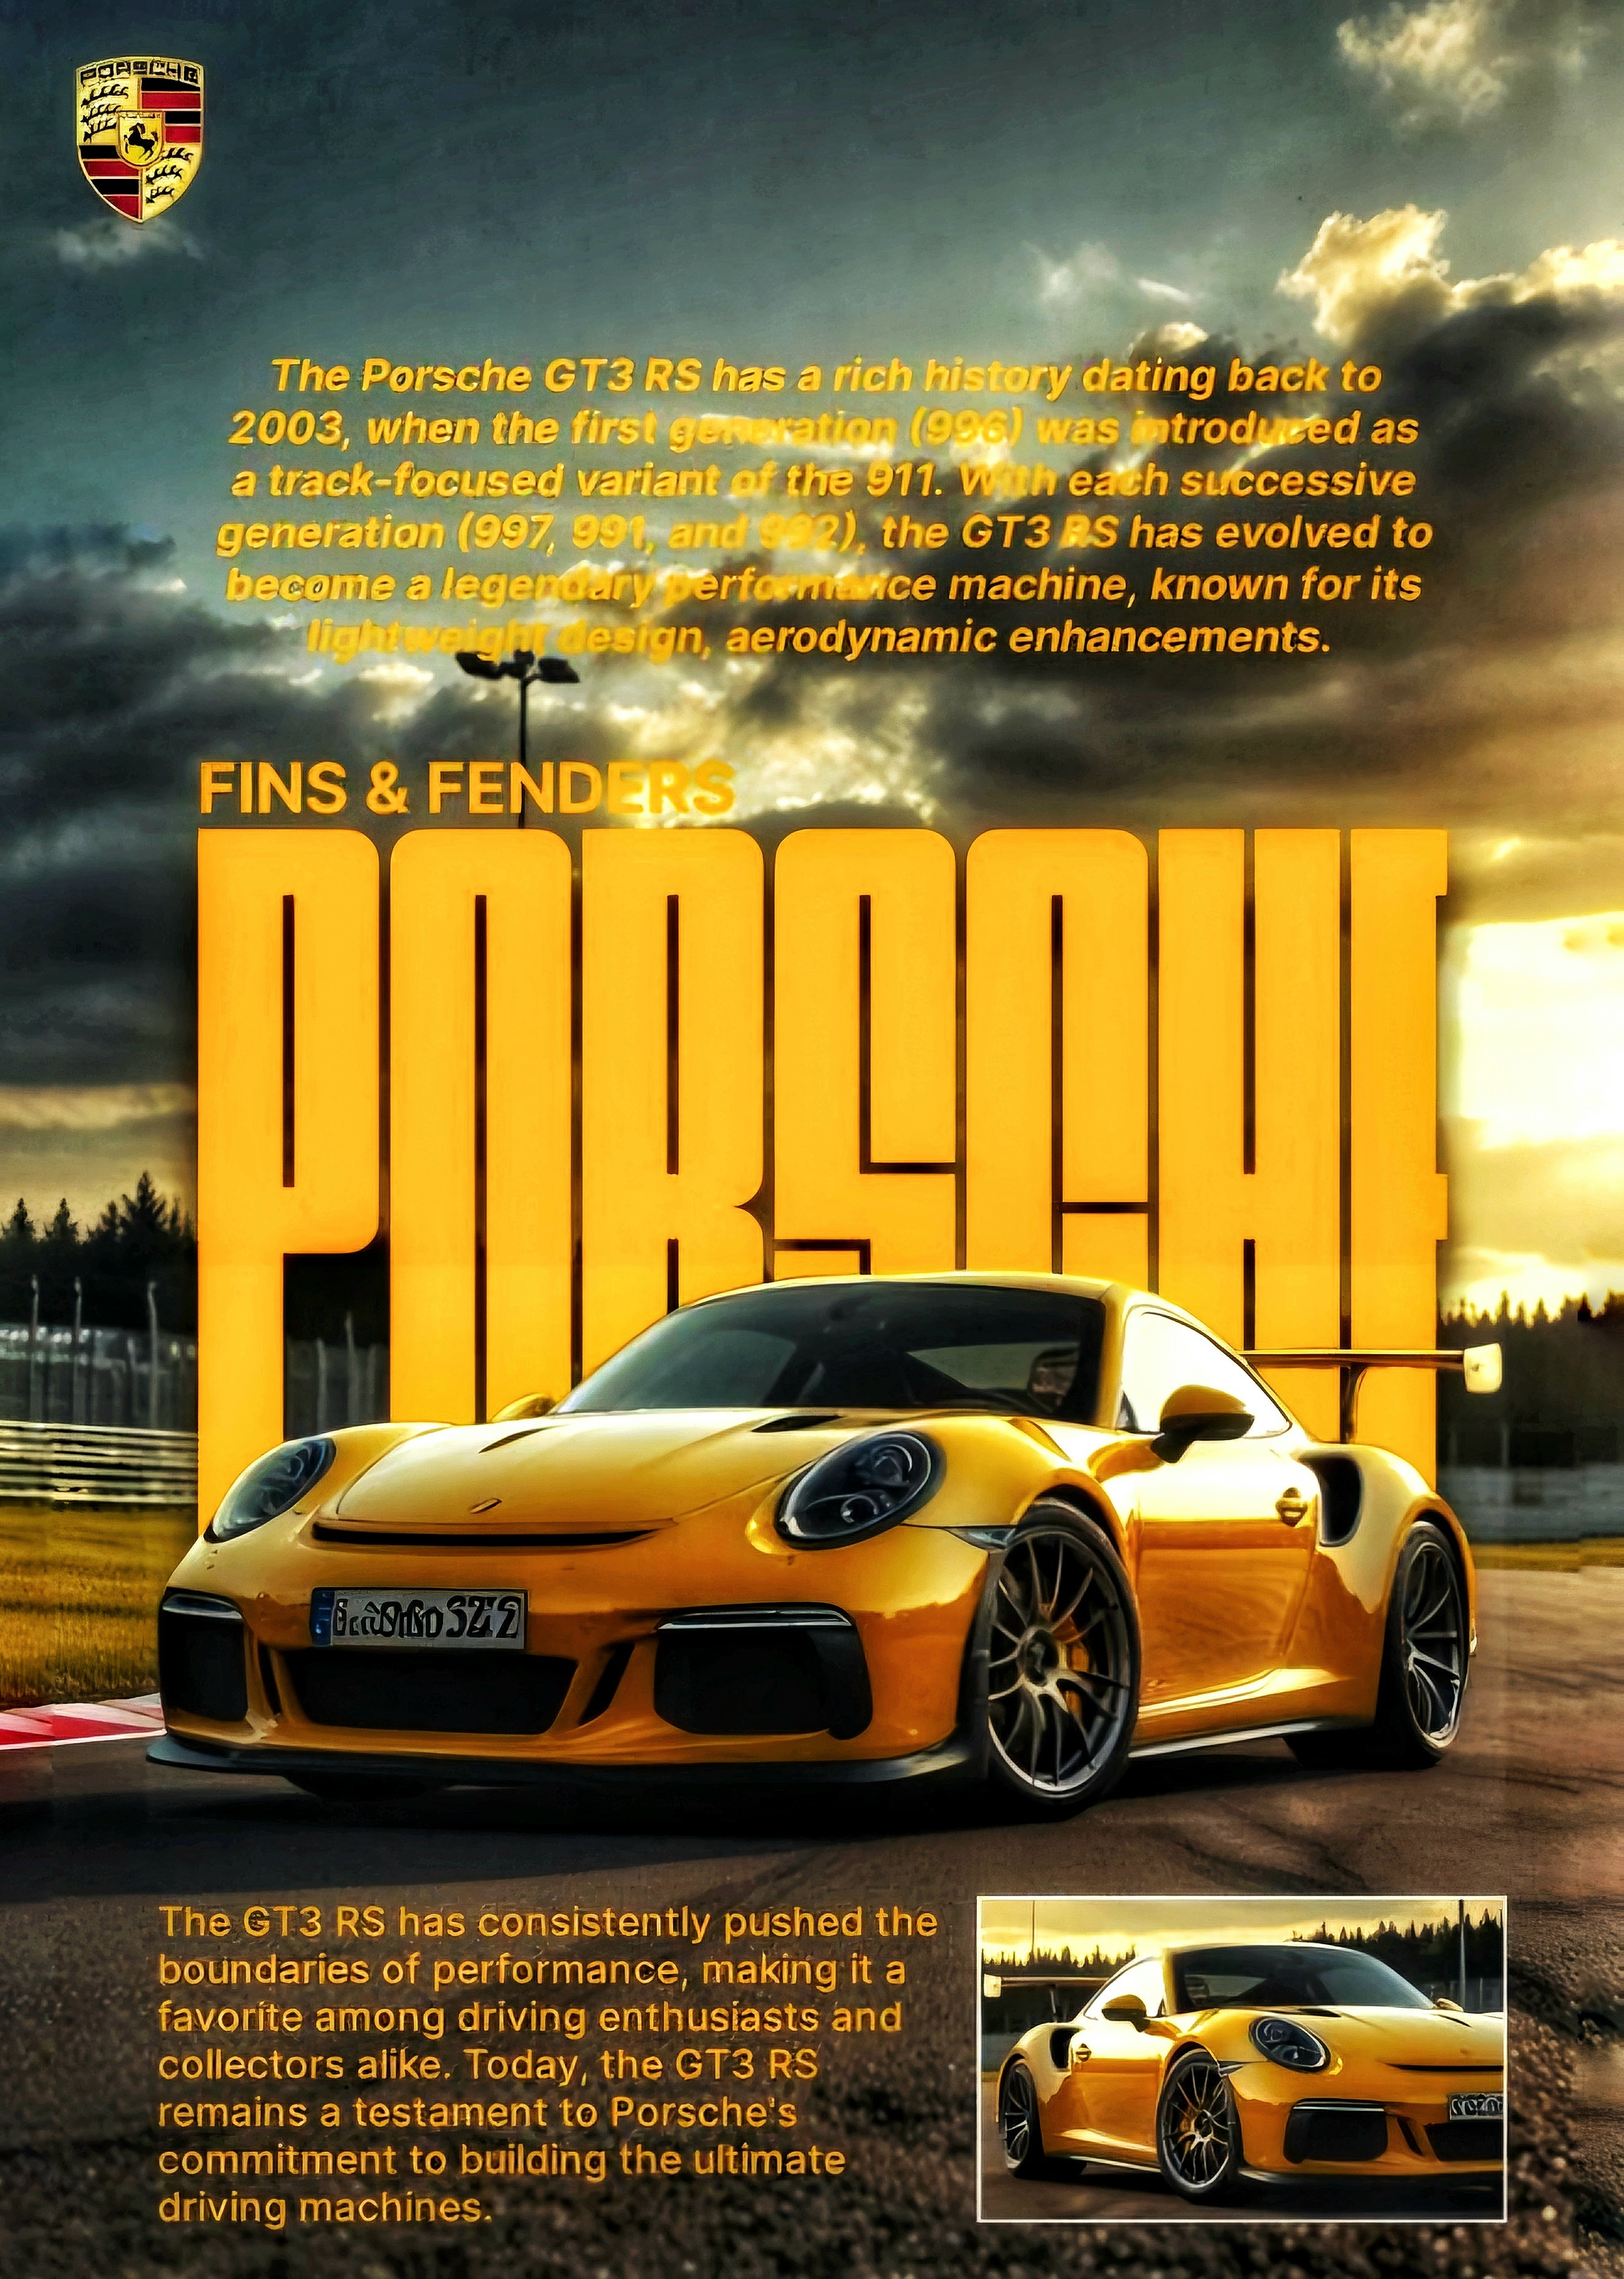 PORSCHE
The Porsche GT3 RS has a rich history dating back to
2003, when the first generation (996) was introduced as
a track-focused variant of the 911. With each successive
generation (997, 991, and 992), the GT3 RS has evolved to
become a legendary performance machine, known for its
lightweight design, aerodynamic enhancements.
FINS & FENDERS
PORSCHE
The GT3 RS has consistently pushed the
boundaries of performance, making it a
favorite among driving enthusiasts and
collectors alike. Today, the GT3 RS
remains a testament to Porsche's
commitment to building the ultimate
driving machines.